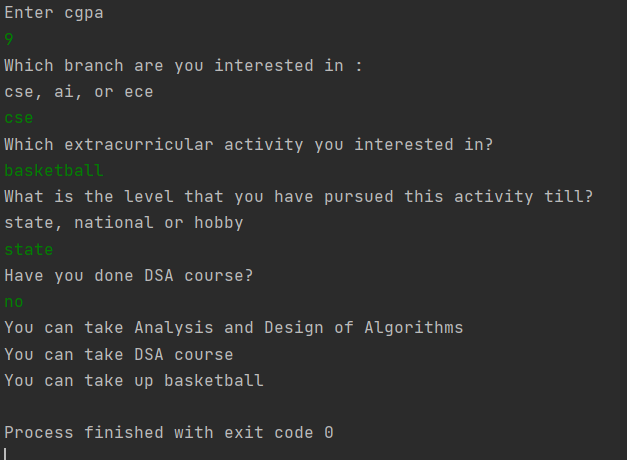 Enter cgpa
9
Which branch are you interested in :
cse, ai, or ece
cse
Which extracurricular activity you interested in?
basketball
What is the level that you have pursued this activity till?
state, national or hobby
state
Have you done DSA course?
no
You can take Analysis and Design of Algorithms
You can take DSA course
You can take up basketball

Process finished with exit code 0